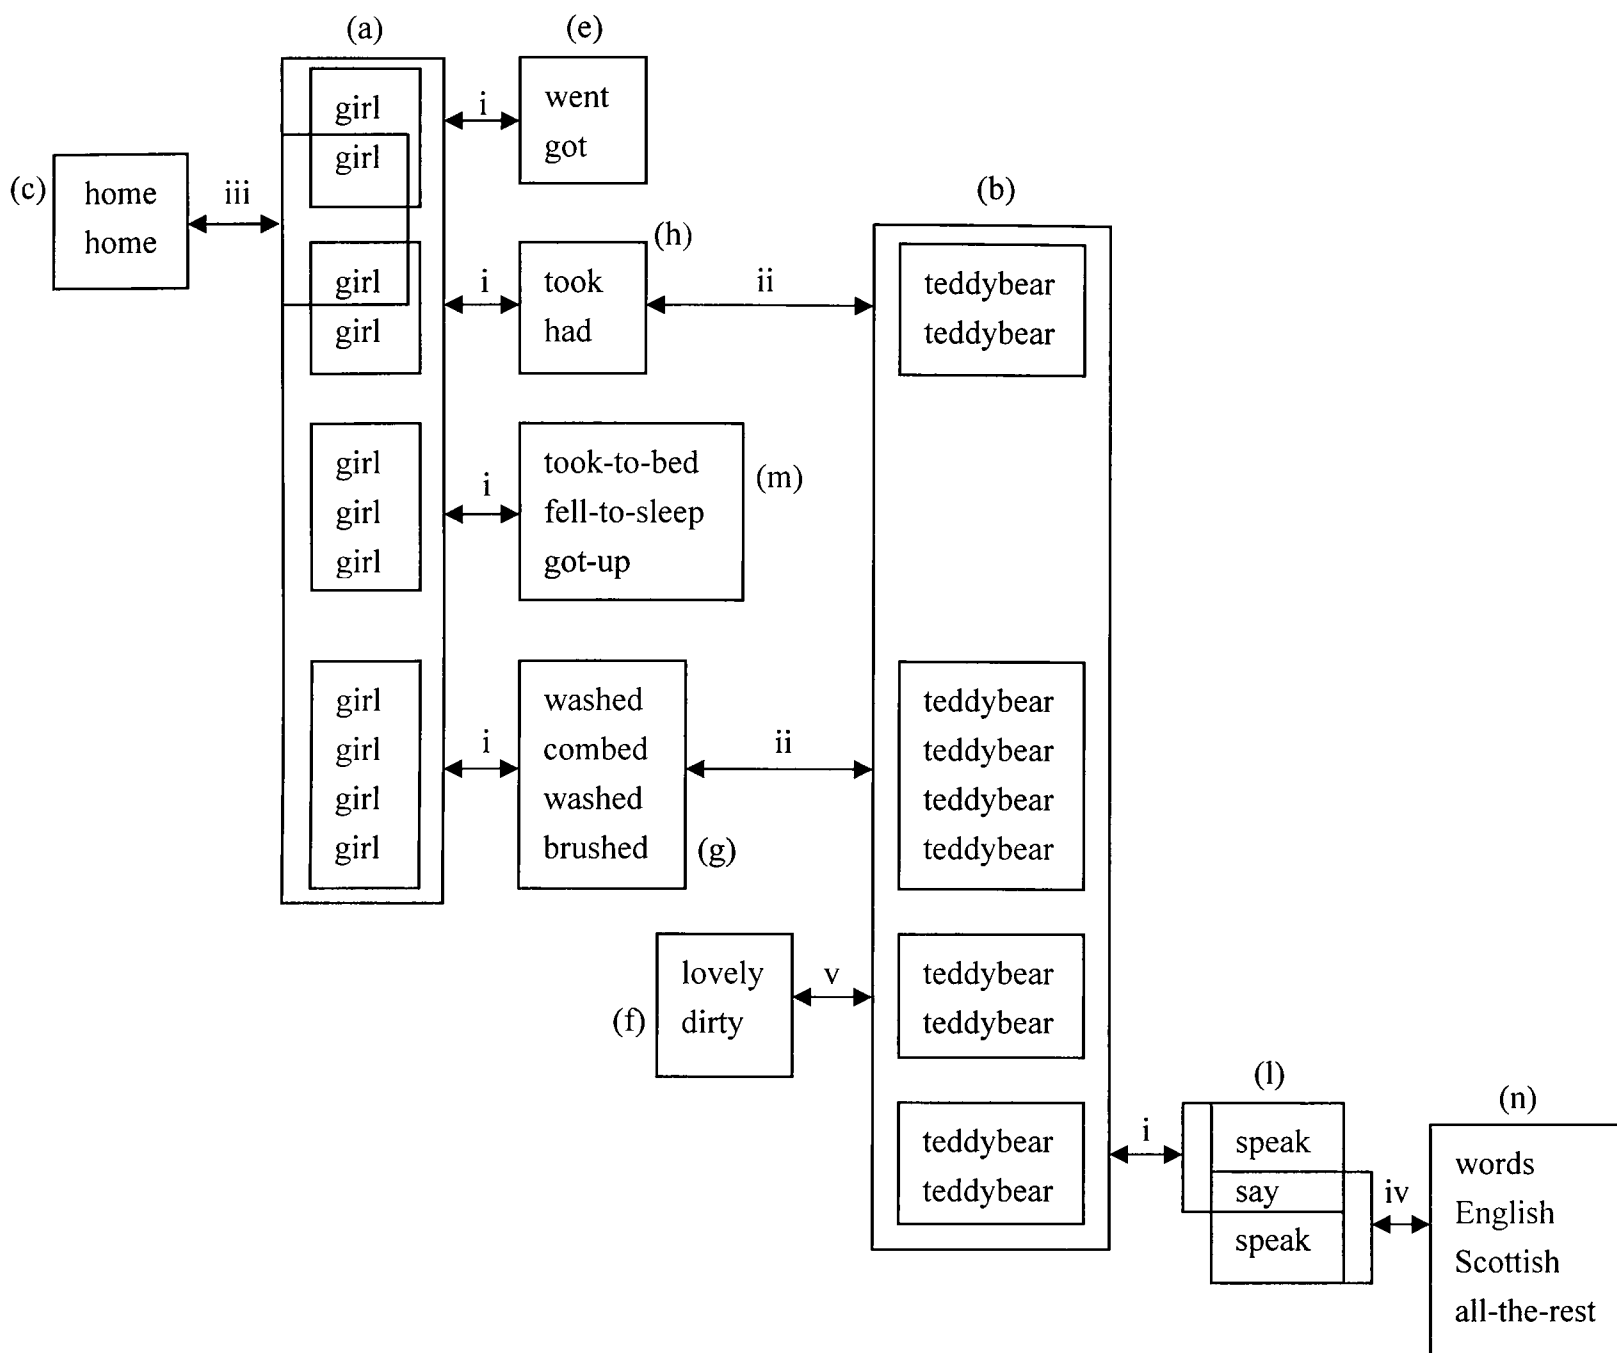 (a)
girl
girl
girl
girl
girl
girl
girl
girl
girl
girl
girl
(c)
home
home
iii
i
(e)
went
got
i
(h)
took
had
ii
i
took-to-bed
fell-to-sleep
got-up
(m)
i
washed
combed
washed
brushed
(g)
ii
(b)
teddybear
teddybear
teddybear
teddybear
teddybear
teddybear
teddybear
teddybear
teddybear
teddybear
(f)
lovely
dirty
v
i
(l)
speak
say
speak
iv
(n)
words
English
Scottish
all-the-rest